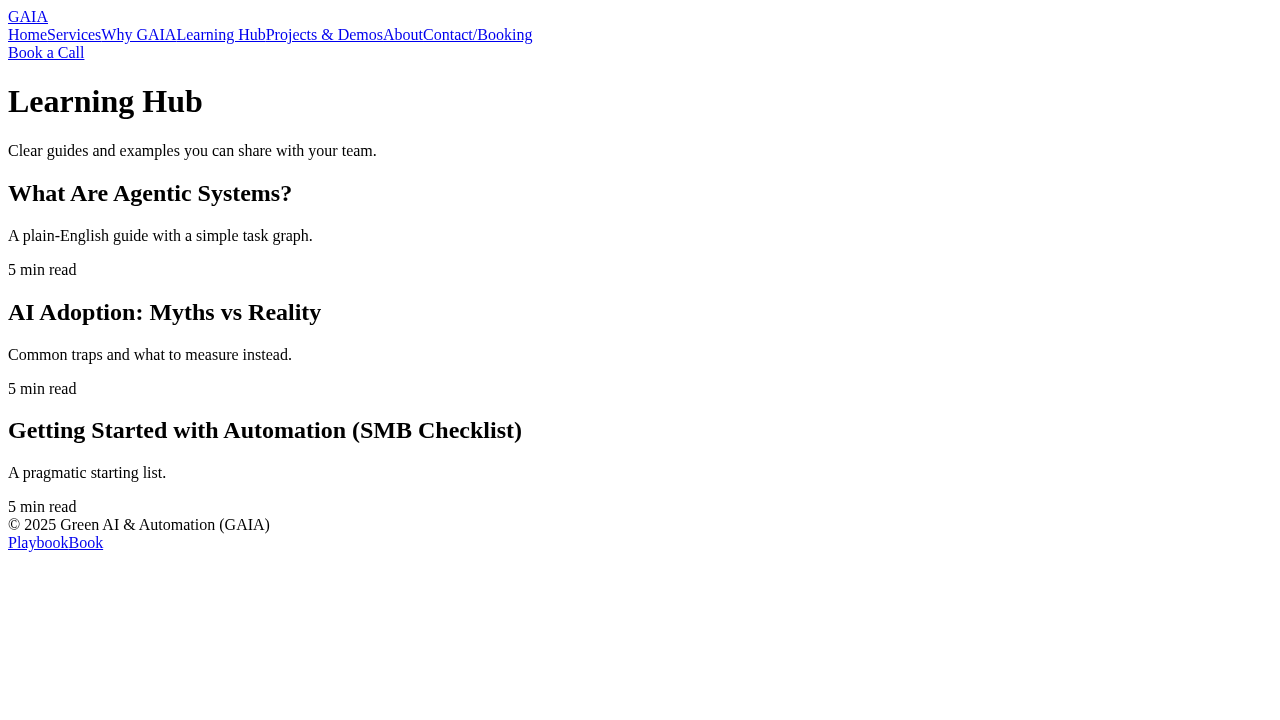 GAIA
HomeServicesWhy GAIALearning HubProjects & DemosAboutContact/Booking
Book a Call
Learning Hub
Clear guides and examples you can share with your team.
What Are Agentic Systems?
A plain-English guide with a simple task graph.
5 min read
AI Adoption: Myths vs Reality
Common traps and what to measure instead.
5 min read
Getting Started with Automation (SMB Checklist)
A pragmatic starting list.
5 min read
© 2025 Green AI & Automation (GAIA)
PlaybookBook